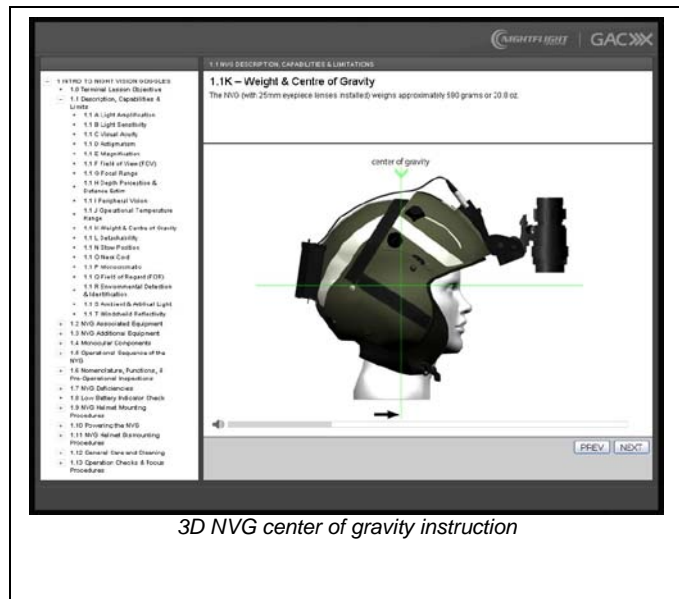 NIGHTFLIGHT | GAC
1.1 NVG DESCRIPTION, CAPABILITIES & LIMITATIONS
1.1K – Weight & Centre of Gravity
The NVG (with 25mm eyepiece lenses installed) weighs approximately 590 grams or 20.8 oz.
1 INTRO TO NIGHT VISION GOGGLES
1.0 Terminal Lesson Objective
1.1 Description, Capabilities &
Limits
1.1 A Light Amplification
1.1 B Light Sensitivity
1.1 C Visual Acuity
1.1 D Astigmatism
1.1 E Magnification
1.1 F Field of View (FOV)
1.1 G Focal Range
1.1 H Depth Perception &
Distance Estim
1.1 I Peripheral Vision
1.1 J Operational Temperature
Range
1.1 K Weight & Centre of Gravity
1.1 L Detachability
1.1 N Stow Position
1.1 O Neck Cord
1.1 P Monochromatic
1.1 Q Field of Regard (FOR)
1.1 R Environmental Detection
& Identification
1.1 S Ambient & Artificial Light
1.1 T Windshield Reflectivity
1.2 NVG Associated Equipment
1.3 NVG Additional Equipment
1.4 Monocular Components
1.5 Operational Sequence of the
NVG
1.6 Nomenclature, Functions, &
Pre-Operational Inspections
1.7 NVG Deficiencies
1.8 Low Battery Indicator Check
1.9 NVG Helmet Mounting
Procedures
1.10 Powering the NVG
1.11 NVG Helmet Dismounting
Procedures
1.12 General Care and Cleaning
1.13 Operation Checks & Focus
Procedures
center of gravity
PREV NEXT
3D NVG center of gravity instruction